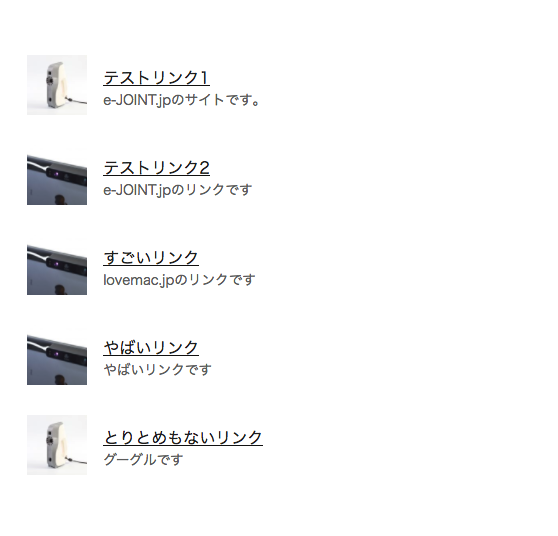 テストリンク1
e-JOINT.jpのサイトです。
テストリンク2
e-JOINT.jpのリンクです
すごいリンク
lovemac.jpのリンクです
やばいリンク
やばいリンクです
とりとめもないリンク
グーグルです